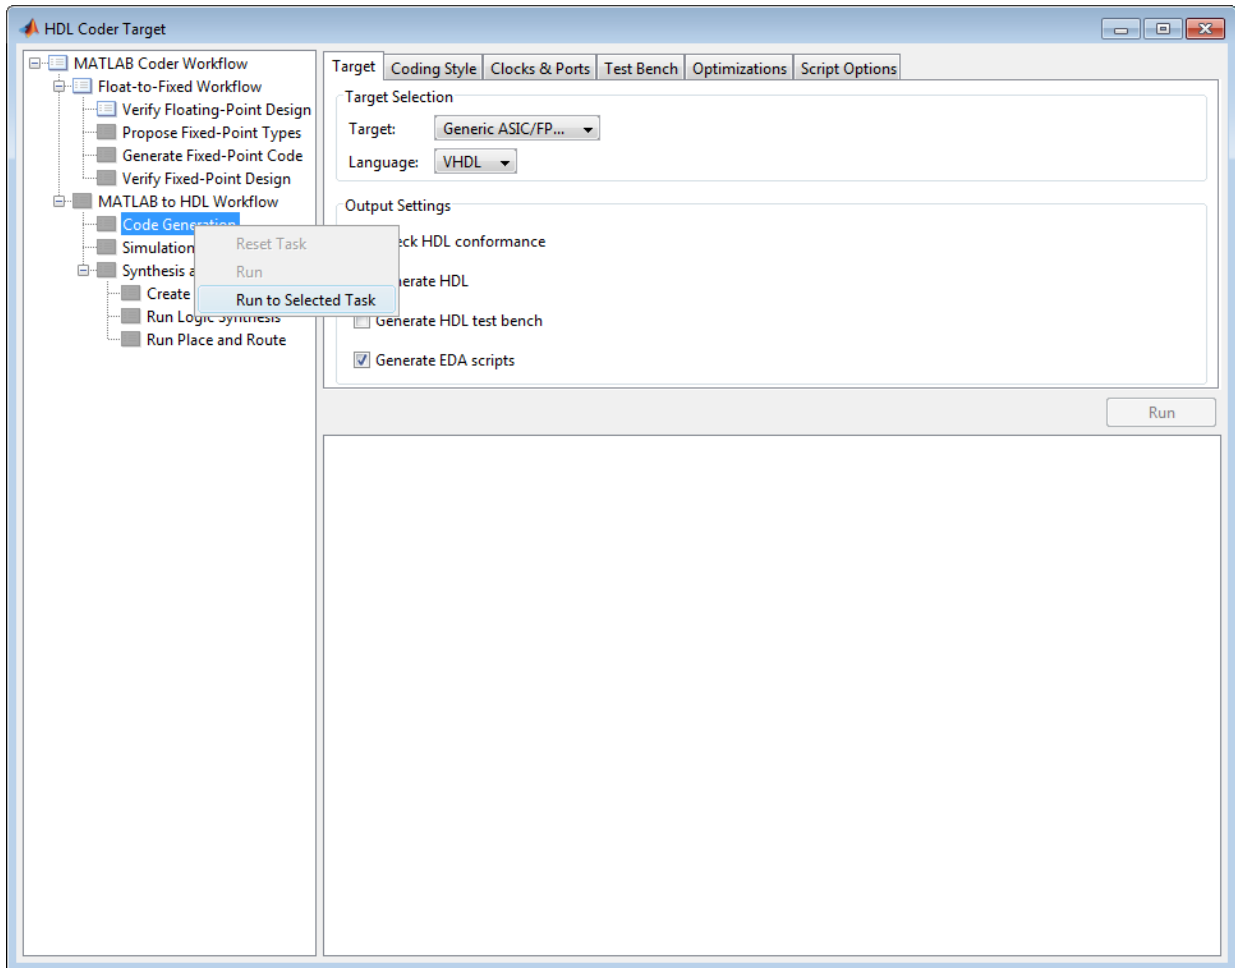 HDL Coder Target
MATLAB Coder Workflow
Float-to-Fixed Workflow
Verify Floating-Point Design
Propose Fixed-Point Types
Generate Fixed-Point Code
Verify Fixed-Point Design
MATLAB to HDL Workflow
Code Generation
Simulation
Synthesis a
Create
Run Logic Synthesis
Run Place and Route
Reset Task
Run
Run to Selected Task
Target Coding Style Clocks & Ports Test Bench Optimizations Script Options
Target Selection
Target: Generic ASIC/FP...
Language: VHDL
Output Settings
eck HDL conformance
nerate HDL
Generate HDL test bench
Generate EDA scripts
Run